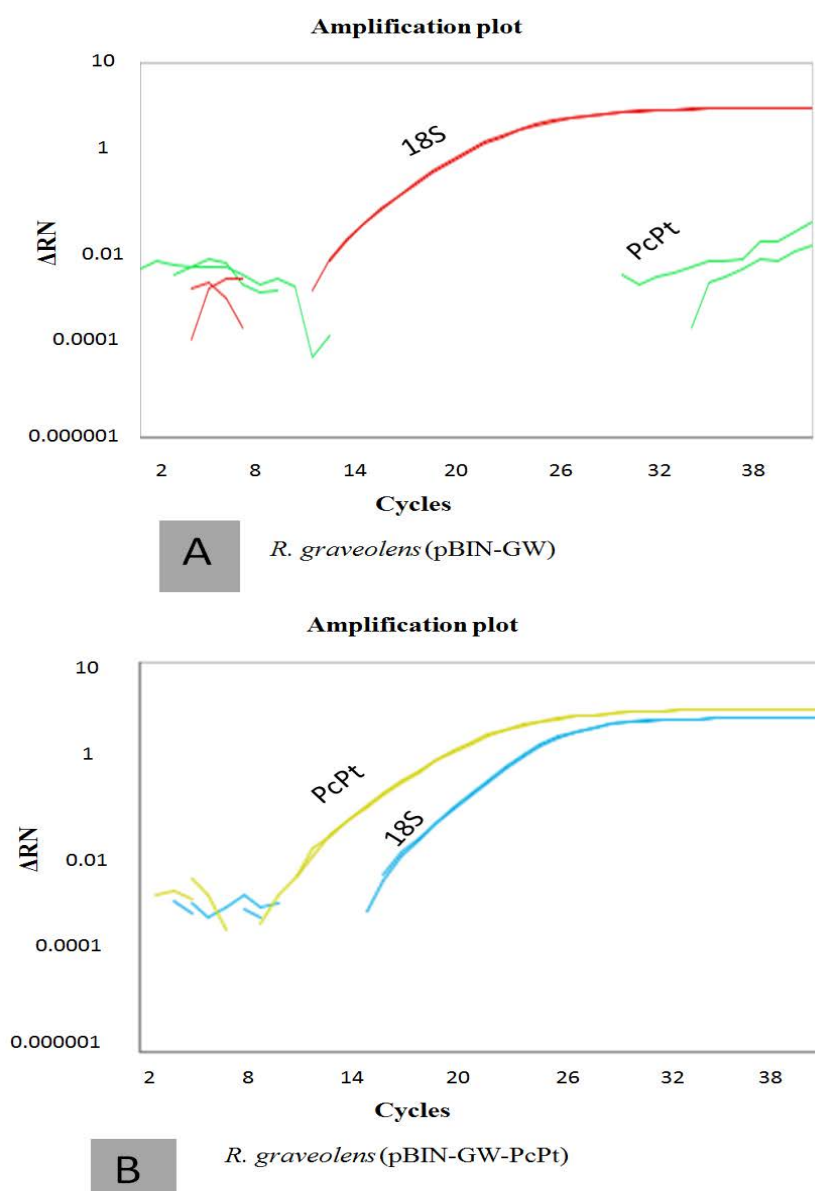 Amplification plot
10
1
0.01
0.0001
0.000001
ΔRN
18S
PcPt
2 8 14 20 26 32 38
Cycles
A R. graveolens (pBIN-GW)
Amplification plot
10
1
0.01
0.0001
0.000001
ΔRN
PcPt
18S
2 8 14 20 26 32 38
Cycles
B R. graveolens (pBIN-GW-PcPt)